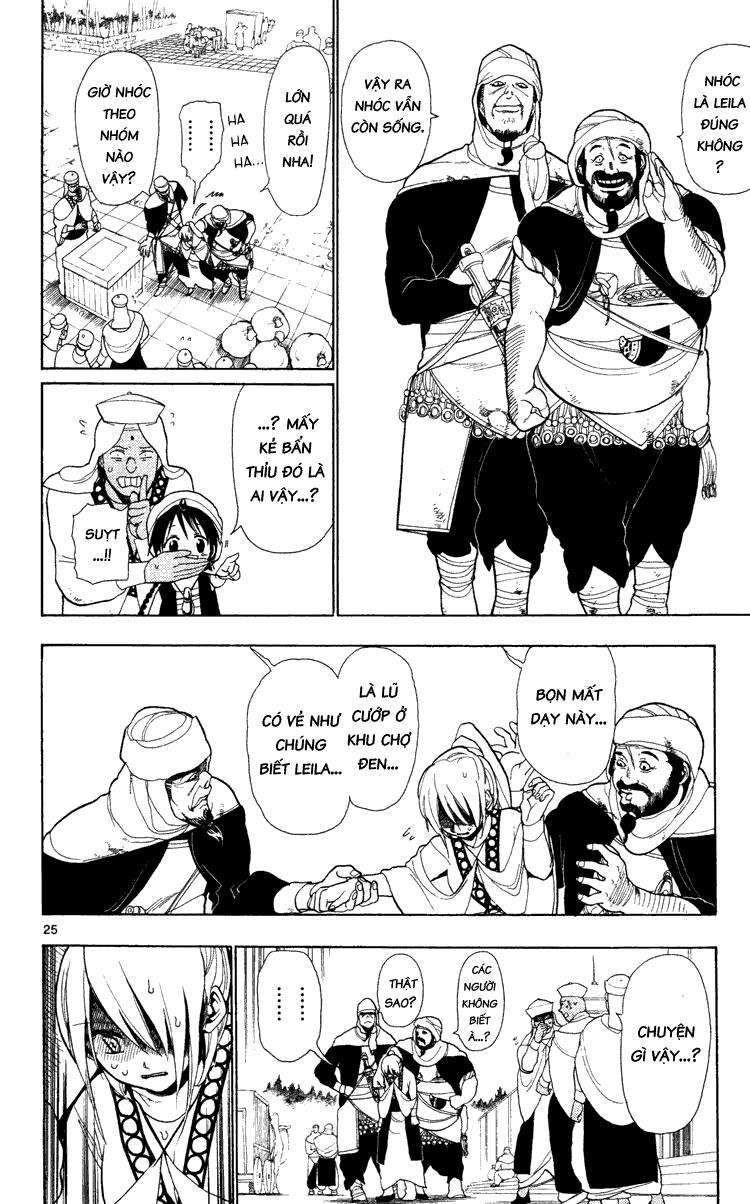 NHÓC
LÀ LEILA
ĐÚNG
KHÔNG
?
VẬY RA
NHÓC VẪN
CÒN SỐNG.
LỚN
QUÁ
RỒI
NHA!
HA
HA
HA...
......
GIỜ NHÓC
THEO
NHÓM
NÀO
VẬY?
...? MẤY
KẺ BẨN
THỈU ĐÓ LÀ
AI VẬY...?
SUỴT
...!!
BỌN MẤT
DẠY NÀY...
LÀ LŨ
CƯỚP Ở
KHU CHỢ
ĐEN...
CÓ VẺ NHƯ
CHÚNG
BIẾT LEILA...
25
CHUYỆN
GÌ VẬY...?
CÁC
NGƯỜI
KHÔNG
BIẾT
À...?
THẬT
SAO?
......